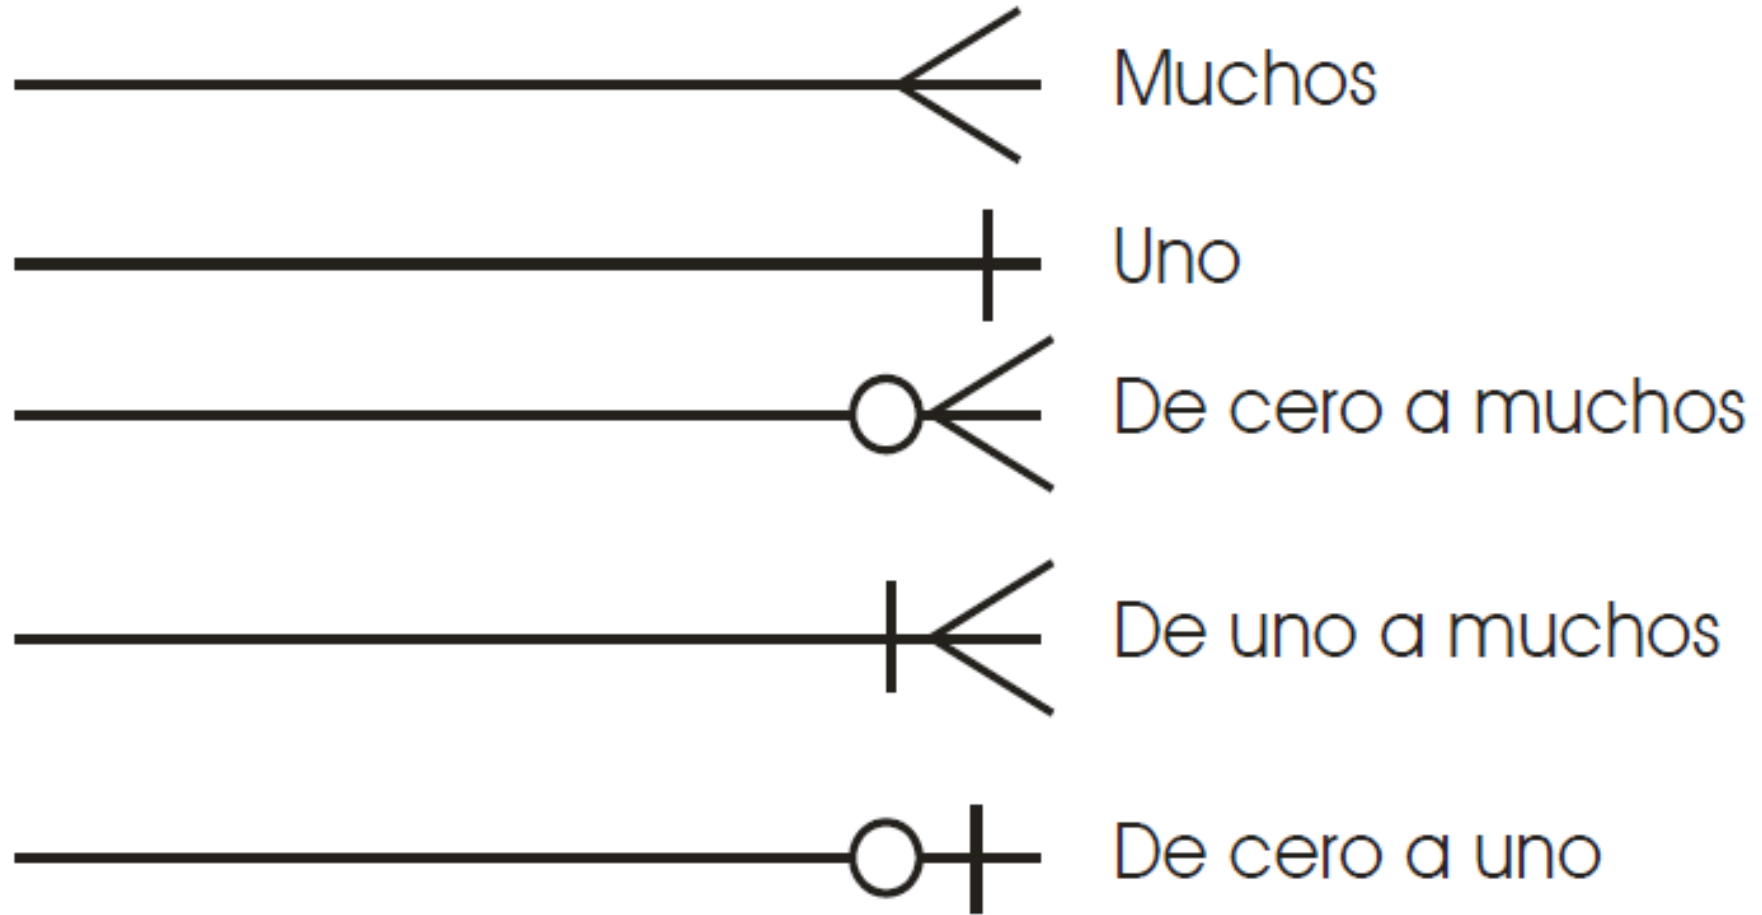 Muchos
Uno
De cero a muchos
De uno a muchos
De cero a uno